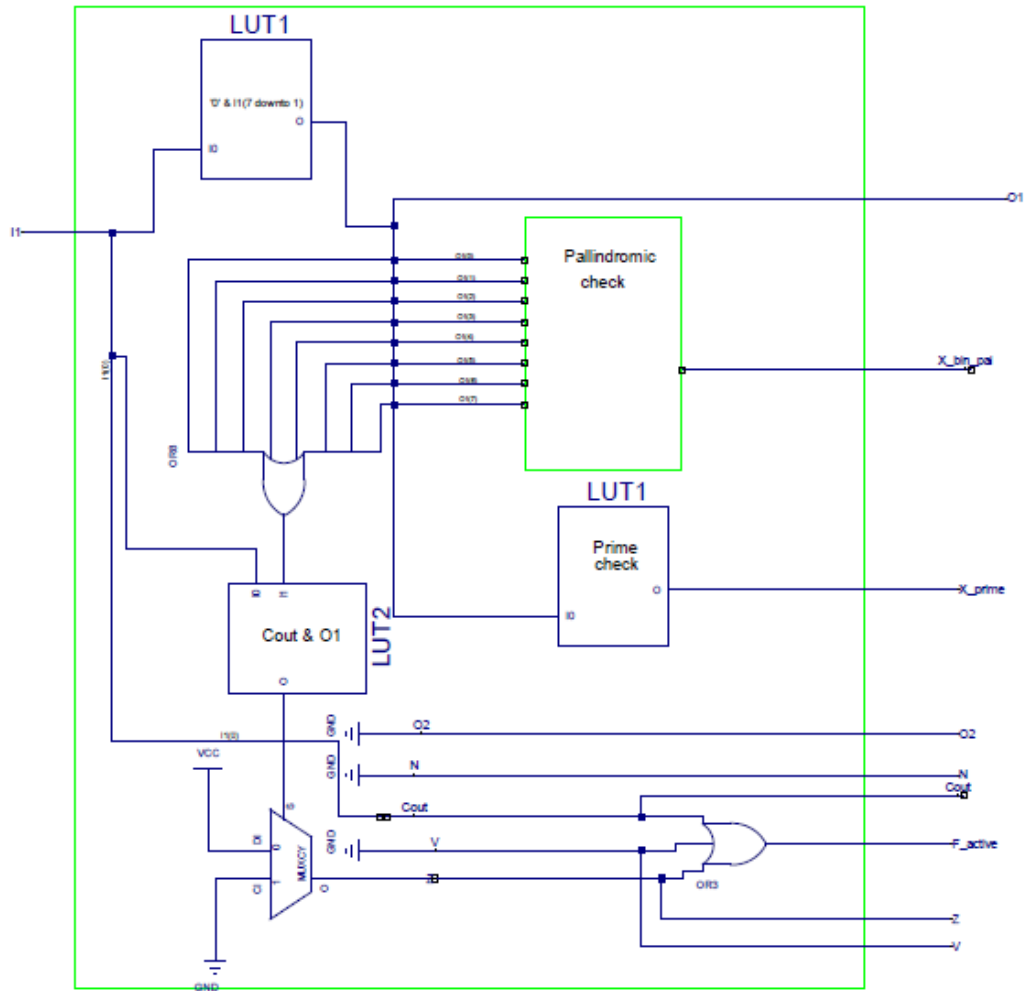 LUT1
'0' & I1(7 downto 1)
O
I0
I1
O1
O1(0)
O1(1)
O1(2)
O1(3)
O1(4)
O1(5)
O1(6)
O1(7)
Pallindromic
check
I1(0)
X_bin_pal
OR8
LUT1
Prime
check
O
I0
X_prime
I0
I1
Cout & O1
LUT2
O
I1(0)
GND
O2
O2
VCC
GND
N
N
Cout
Cout
S
DI
0
MUXCY
CI
1
O
GND
V
F_active
OR3
Z
V
GND